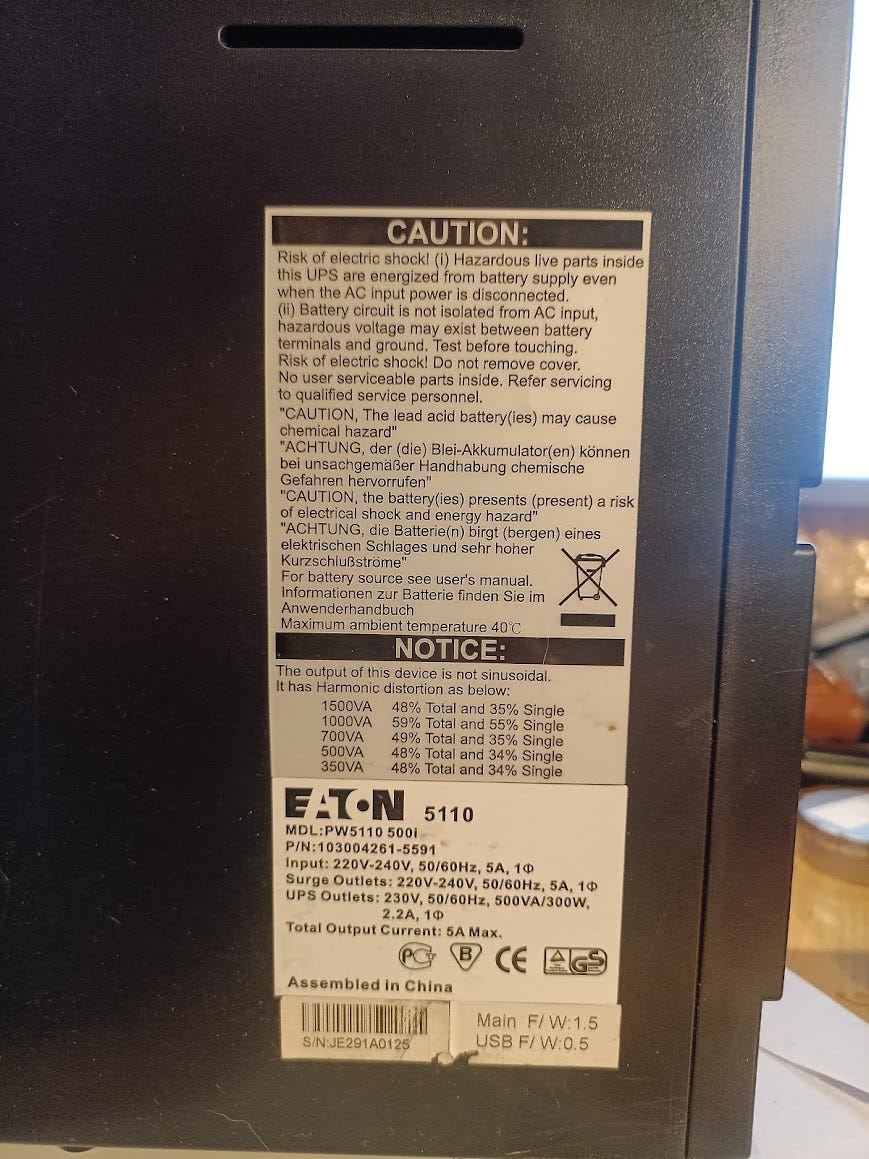 CAUTION:
Risk of electric shock! (i) Hazardous live parts inside
this UPS are energized from battery supply even
when the AC input power is disconnected.
(ii) Battery circuit is not isolated from AC input,
hazardous voltage may exist between battery
terminals and ground. Test before touching.
Risk of electric shock! Do not remove cover.
No user serviceable parts inside. Refer servicing
to qualified service personnel.
"CAUTION, The lead acid battery(ies) may cause
chemical hazard"
"ACHTUNG, der (die) Blei-Akkumulator(en) können
bei unsachgemäßer Handhabung chemische
Gefahren hervorrufen"
"CAUTION, the battery(ies) presents (present) a risk
of electrical shock and energy hazard"
"ACHTUNG, die Batterie(n) birgt (bergen) eines
elektrischen Schlages und sehr hoher
Kurzschlußströme"
For battery source see user's manual.
Informationen zur Batterie finden Sie im
Anwenderhandbuch
Maximum ambient temperature 40℃
NOTICE:
The output of this device is not sinusoidal.
It has Harmonic distortion as below:
1500VA 48% Total and 35% Single
1000VA 59% Total and 55% Single
700VA 49% Total and 35% Single
500VA 48% Total and 34% Single
350VA 48% Total and 34% Single
EATON 5110
MDL:PW5110 500i
P/N:103004261-5591
Input: 220V-240V, 50/60Hz, 5A, 1Φ
Surge Outlets: 220V-240V, 50/60Hz, 5A, 1Φ
UPS Outlets: 230V, 50/60Hz, 500VA/300W,
2.2A, 1Φ
Total Output Current: 5A Max.
PCT B CE GS
Assembled in China
S/N:JE291A0125
Main F/W:1.5
USB F/W:0.5